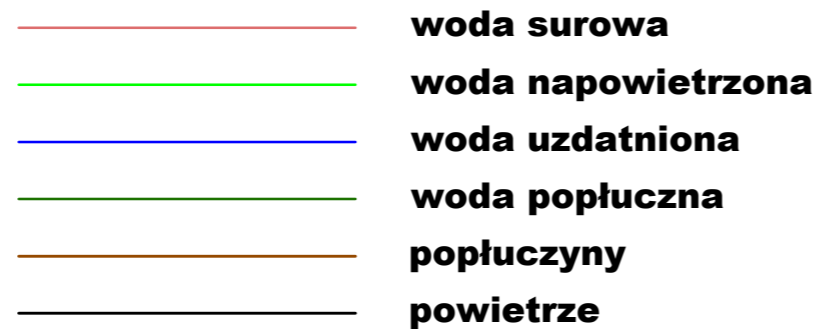 woda surowa
woda napowietrzona
woda uzdatniona
woda popłuczna
popłuczyny
powietrze